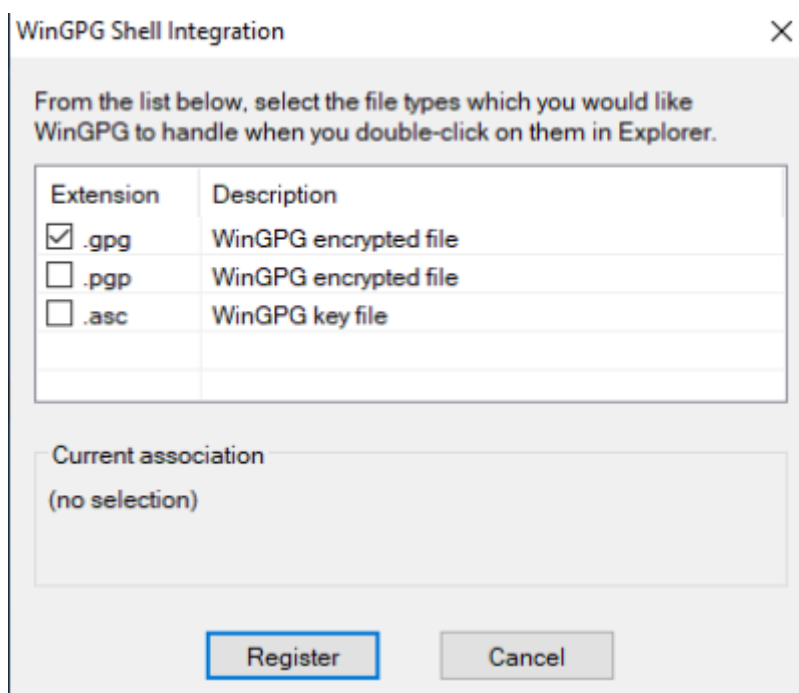 WinGPG Shell Integration
From the list below, select the file types which you would like
WinGPG to handle when you double-click on them in Explorer.
Extension Description
.gpg WinGPG encrypted file
.pgp WinGPG encrypted file
.asc WinGPG key file
Current association
(no selection)
Register Cancel